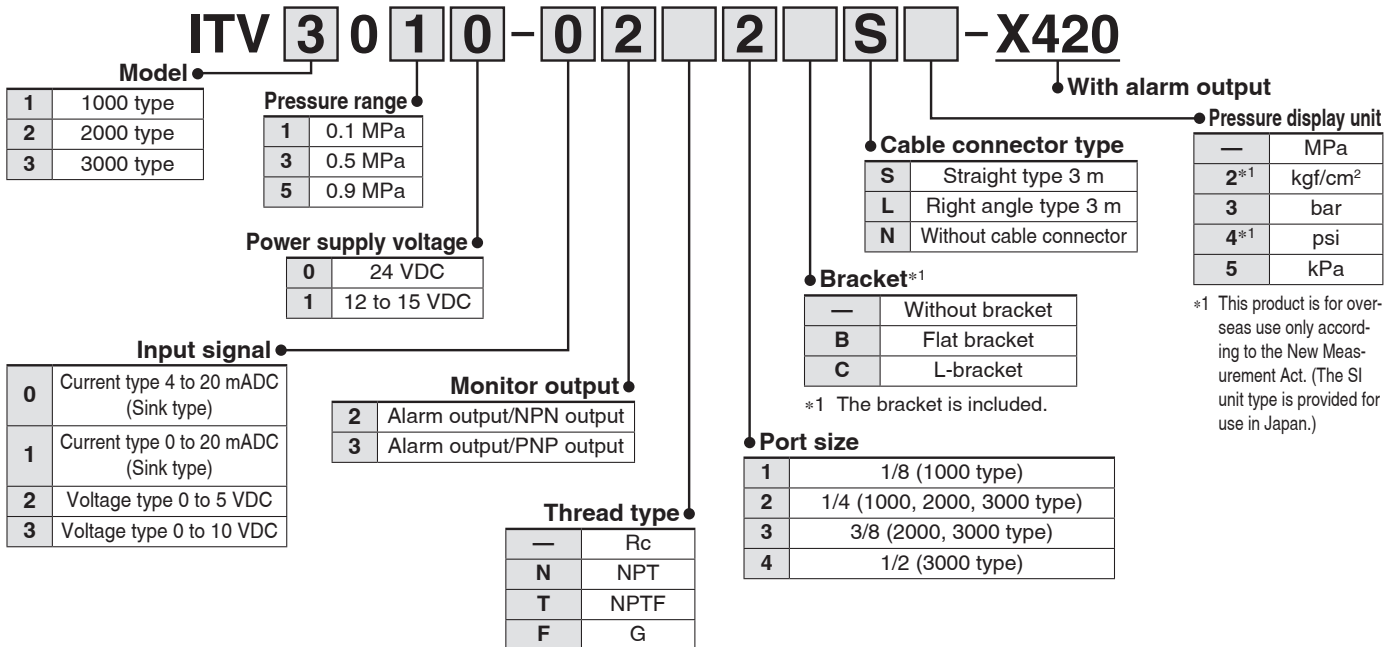 ITV 3 0 1 0 - 0 2 2 S - X420
Model
1 1000 type
2 2000 type
3 3000 type
Pressure range
1 0.1 MPa
3 0.5 MPa
5 0.9 MPa
Power supply voltage
0 24 VDC
1 12 to 15 VDC
Input signal
0 Current type 4 to 20 mADC
(Sink type)
1 Current type 0 to 20 mADC
(Sink type)
2 Voltage type 0 to 5 VDC
3 Voltage type 0 to 10 VDC
Monitor output
2 Alarm output/NPN output
3 Alarm output/PNP output
Thread type
— Rc
N NPT
T NPTF
F G
Port size
1 1/8 (1000 type)
2 1/4 (1000, 2000, 3000 type)
3 3/8 (2000, 3000 type)
4 1/2 (3000 type)
Bracket*1
— Without bracket
B Flat bracket
C L-bracket
*1 The bracket is included.
Cable connector type
S Straight type 3 m
L Right angle type 3 m
N Without cable connector
With alarm output
Pressure display unit
— MPa
2*1 kgf/cm²
3 bar
4*1 psi
5 kPa
*1 This product is for over-
seas use only accord-
ing to the New Meas-
urement Act. (The SI
unit type is provided for
use in Japan.)